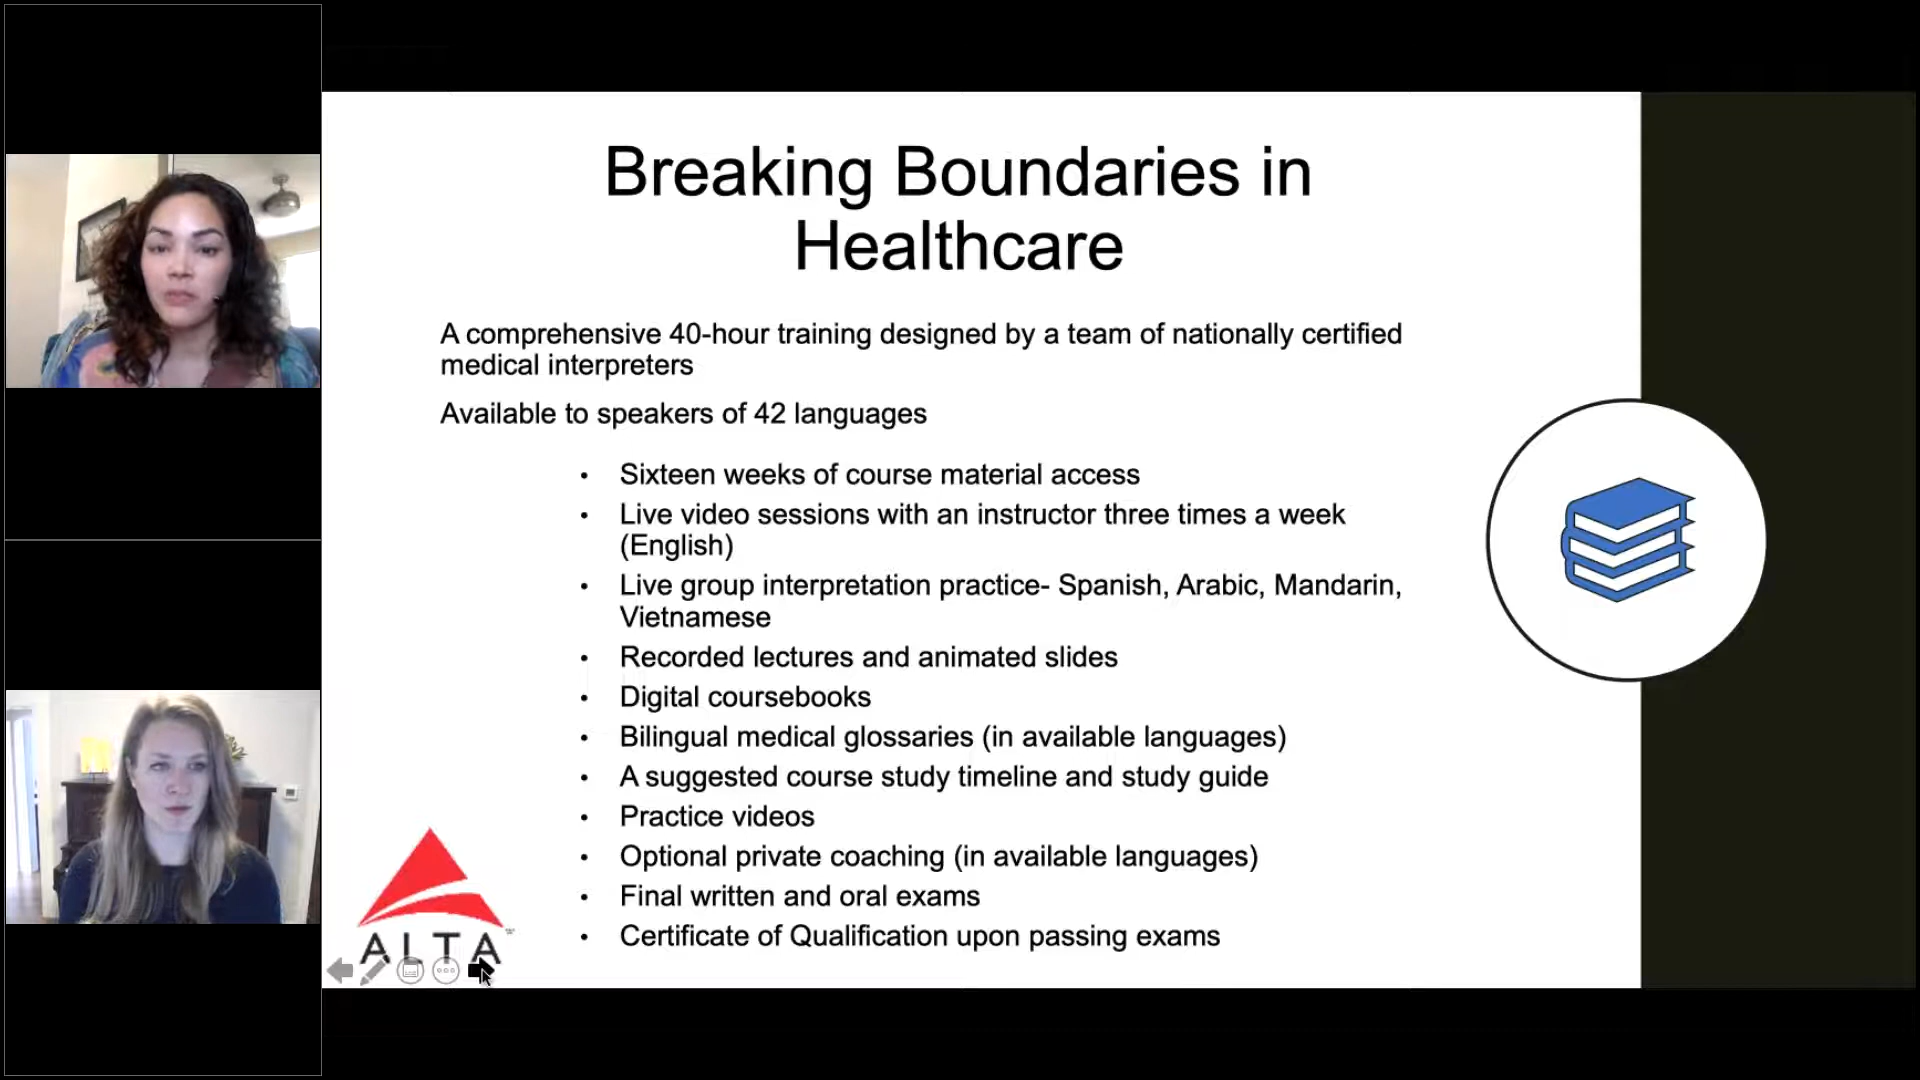 Breaking Boundaries in
Healthcare
A comprehensive 40-hour training designed by a team of nationally certified
medical interpreters
Available to speakers of 42 languages
• Sixteen weeks of course material access
• Live video sessions with an instructor three times a week
(English)
• Live group interpretation practice- Spanish, Arabic, Mandarin,
Vietnamese
• Recorded lectures and animated slides
• Digital coursebooks
• Bilingual medical glossaries (in available languages)
• A suggested course study timeline and study guide
• Practice videos
• Optional private coaching (in available languages)
• Final written and oral exams
• Certificate of Qualification upon passing exams
ALTA